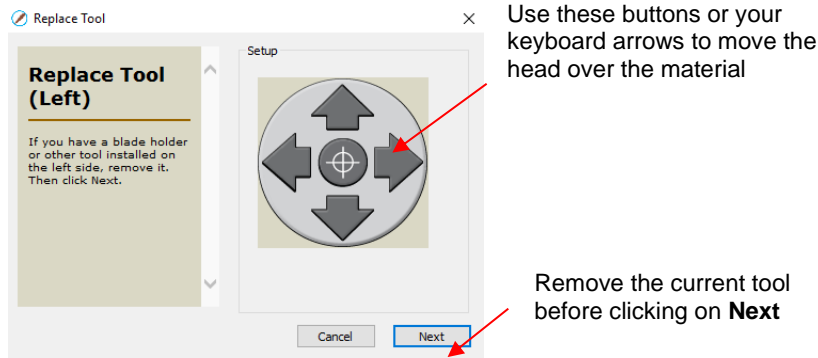 Replace Tool
Replace Tool
(Left)
If you have a blade holder
or other tool installed on
the left side, remove it.
Then click Next.
Setup
Cancel
Next
Use these buttons or your
keyboard arrows to move the
head over the material
Remove the current tool
before clicking on Next